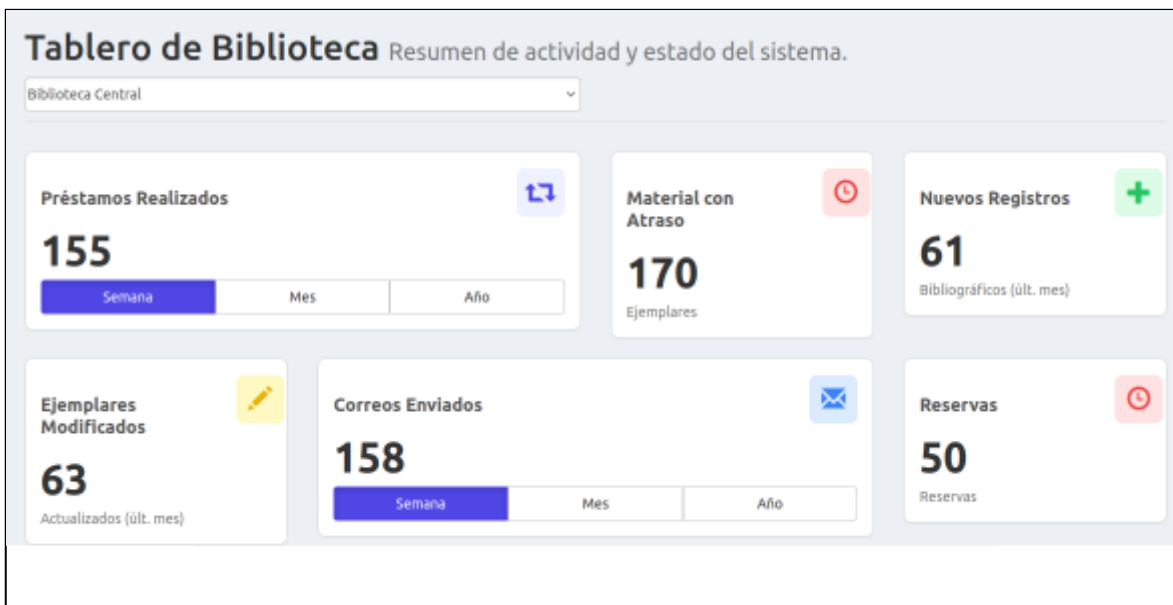 Tablero de Biblioteca Resumen de actividad y estado del sistema.
Biblioteca Central
Préstamos Realizados
155
Semana Mes Año
Material con
Atraso
170
Ejemplares
Nuevos Registros
61
Bibliográficos (últ. mes)
Ejemplares
Modificados
63
Actualizados (últ. mes)
Correos Enviados
158
Semana Mes Año
Reservas
50
Reservas